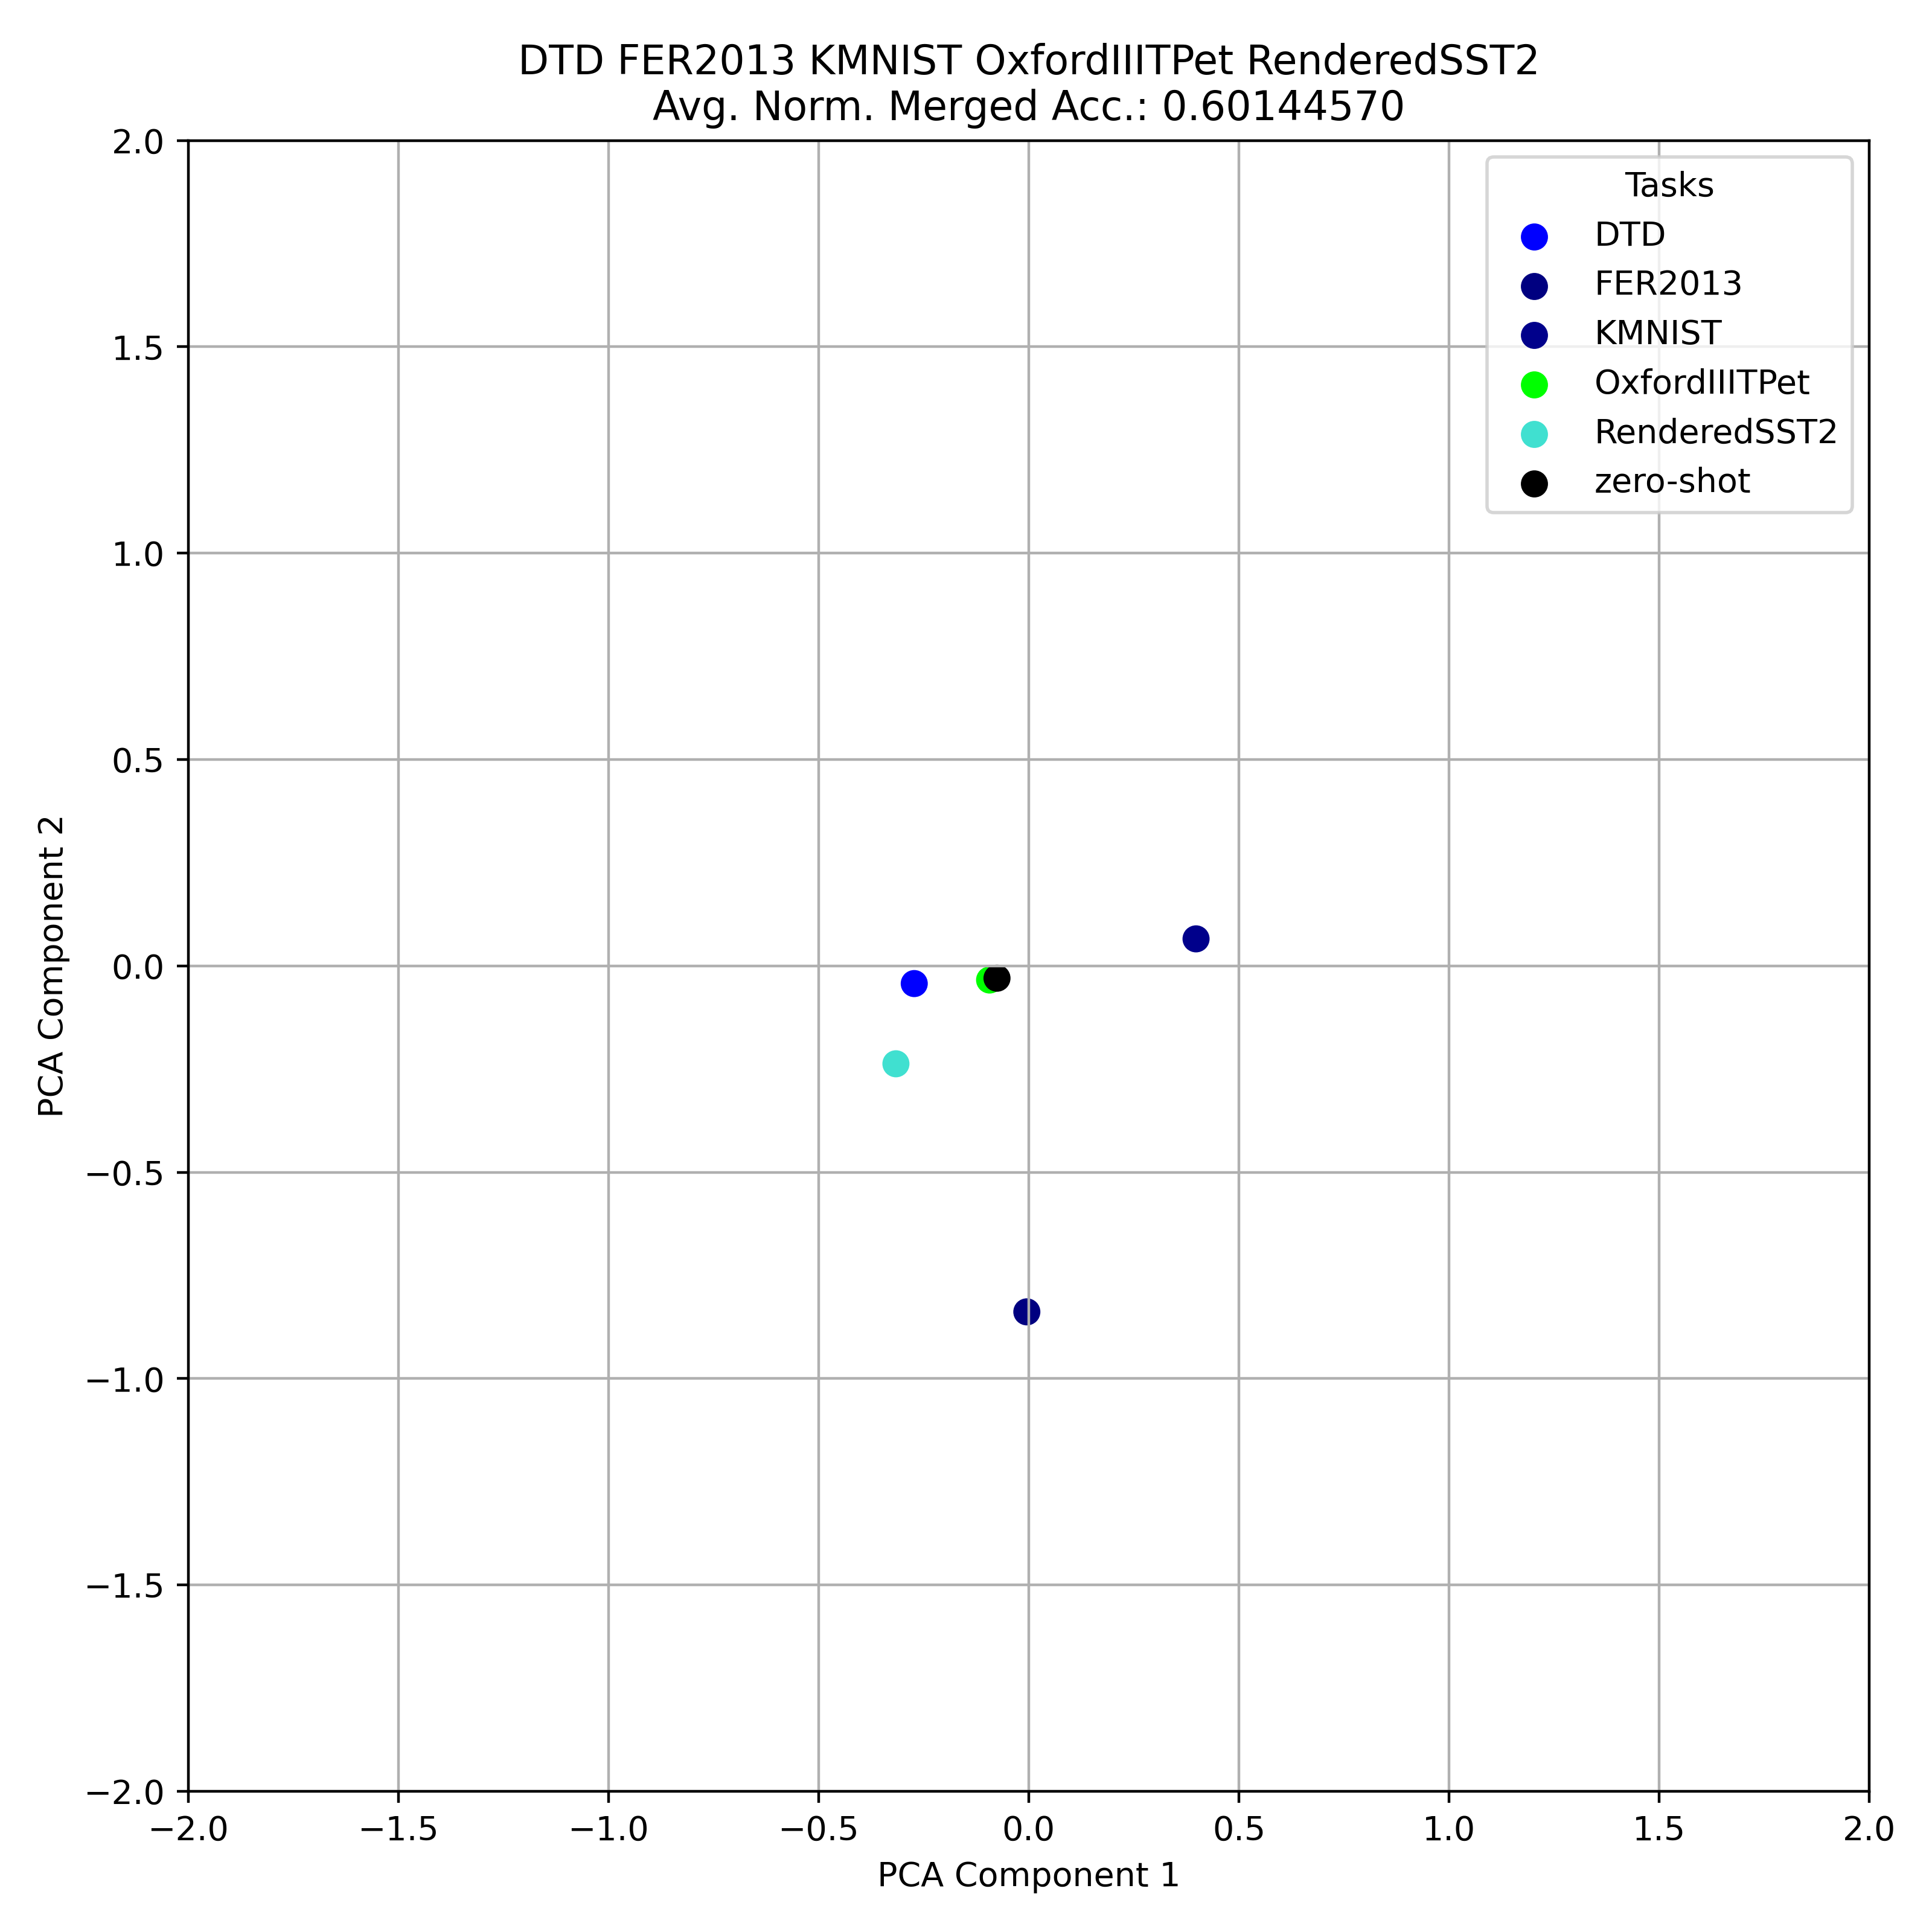 DTD FER2013 KMNIST OxfordIIITPet RenderedSST2
Avg. Norm. Merged Acc.: 0.60144570
Tasks
DTD
FER2013
KMNIST
OxfordIIITPet
RenderedSST2
zero-shot
2.0
1.5
1.0
0.5
0.0
−0.5
−1.0
−1.5
−2.0
PCA Component 2
−2.0 −1.5 −1.0 −0.5 0.0 0.5 1.0 1.5 2.0
PCA Component 1